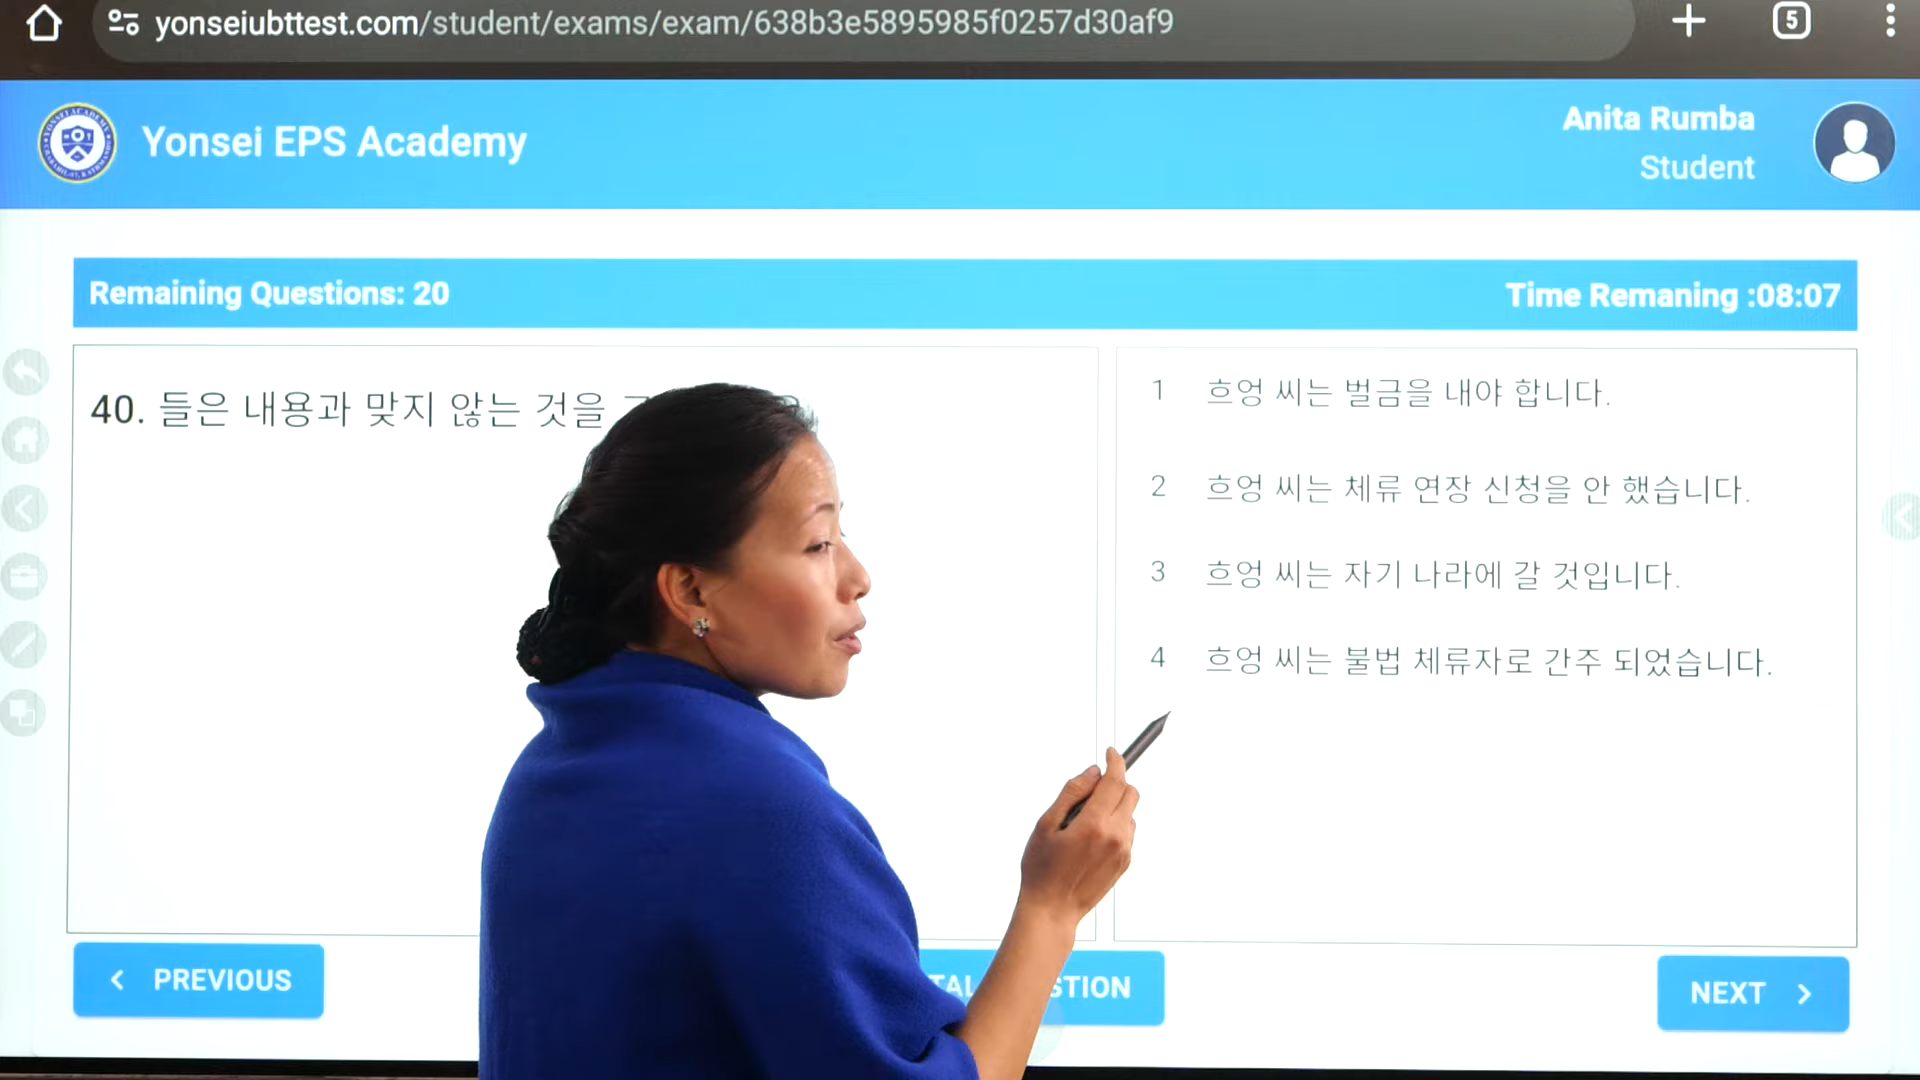 yonseiubttest.com/student/exams/exam/638b3e5895985f0257d30af9
5
Yonsei EPS Academy
Anita Rumba
Student
Remaining Questions: 20
Time Remaning :08:07
40. 들은 내용과 맞지 않는 것을
1 흐엉 씨는 벌금을 내야 합니다.
2 흐엉 씨는 체류 연장 신청을 안 했습니다.
3 흐엉 씨는 자기 나라에 갈 것입니다.
4 흐엉 씨는 불법 체류자로 간주 되었습니다.
PREVIOUS
NEXT